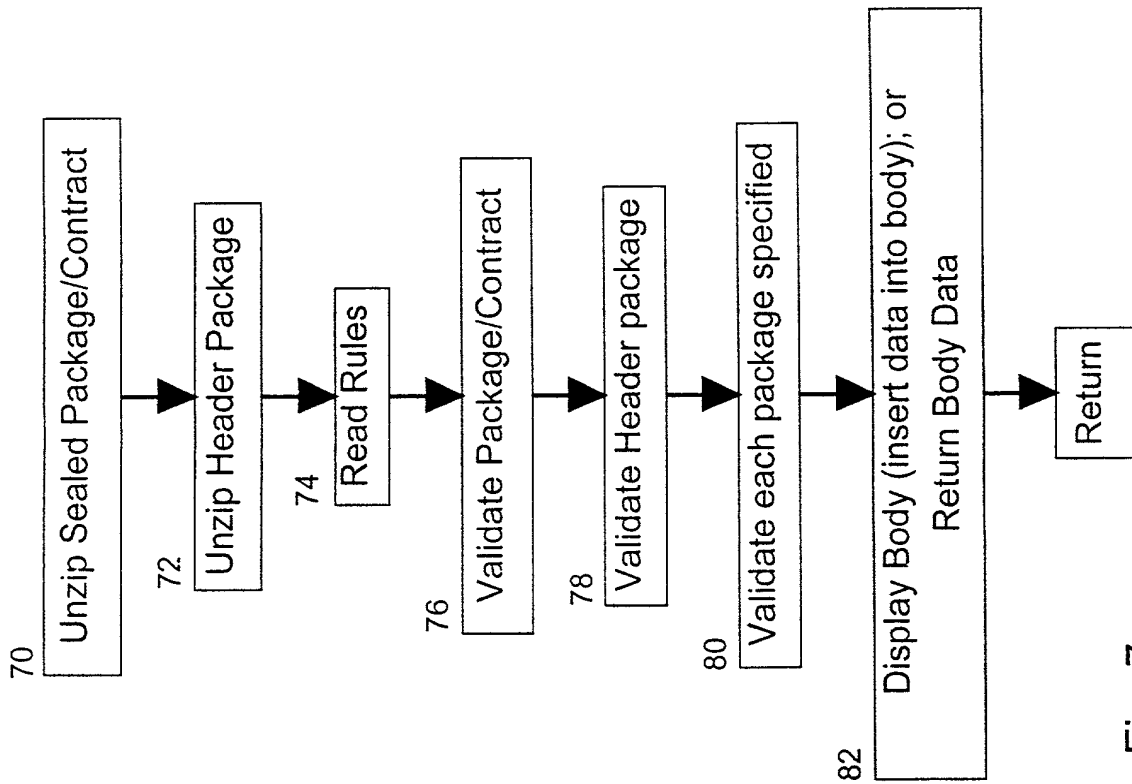 70
Unzip Sealed Package/Contract
72
Unzip Header Package
74
Read Rules
76
Validate Package/Contract
78
Validate Header package
80
Validate each package specified
82
Display Body (insert data into body); or
Return Body Data
Return